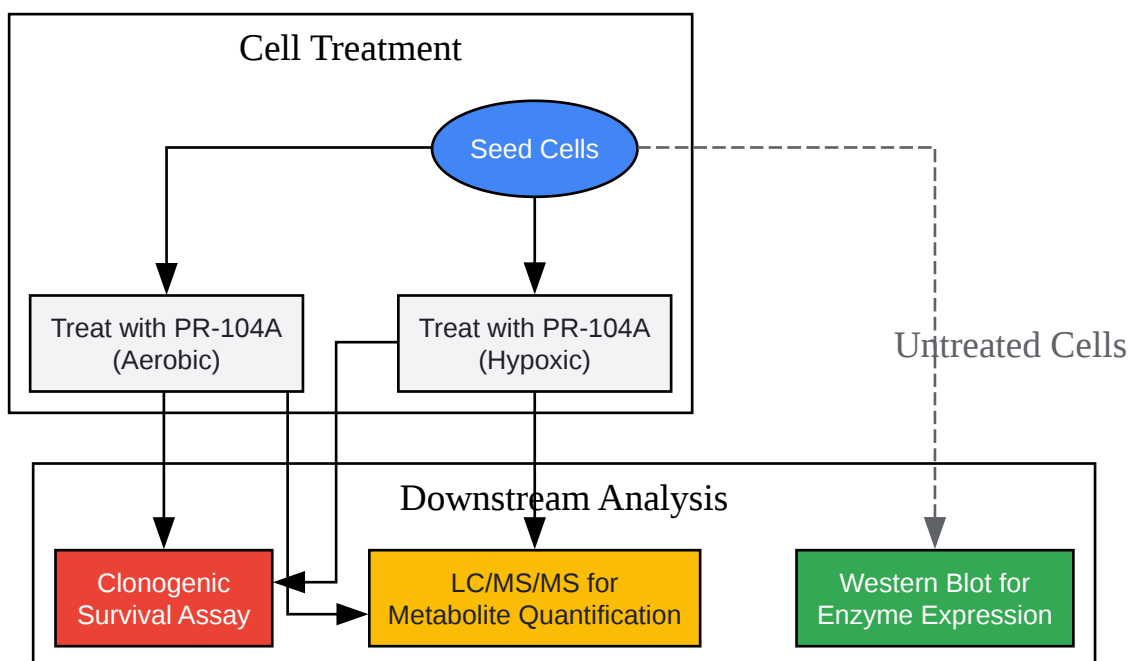 Cell Treatment
Seed Cells
Treat with PR-104A
(Aerobic)
Treat with PR-104A
(Hypoxic)
Untreated Cells
Downstream Analysis
Clonogenic
Survival Assay
LC/MS/MS for
Metabolite Quantification
Western Blot for
Enzyme Expression